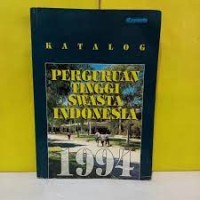 KATALOG
PERGURUAN
TINGGI
SWASTA
INDONESIA
1994